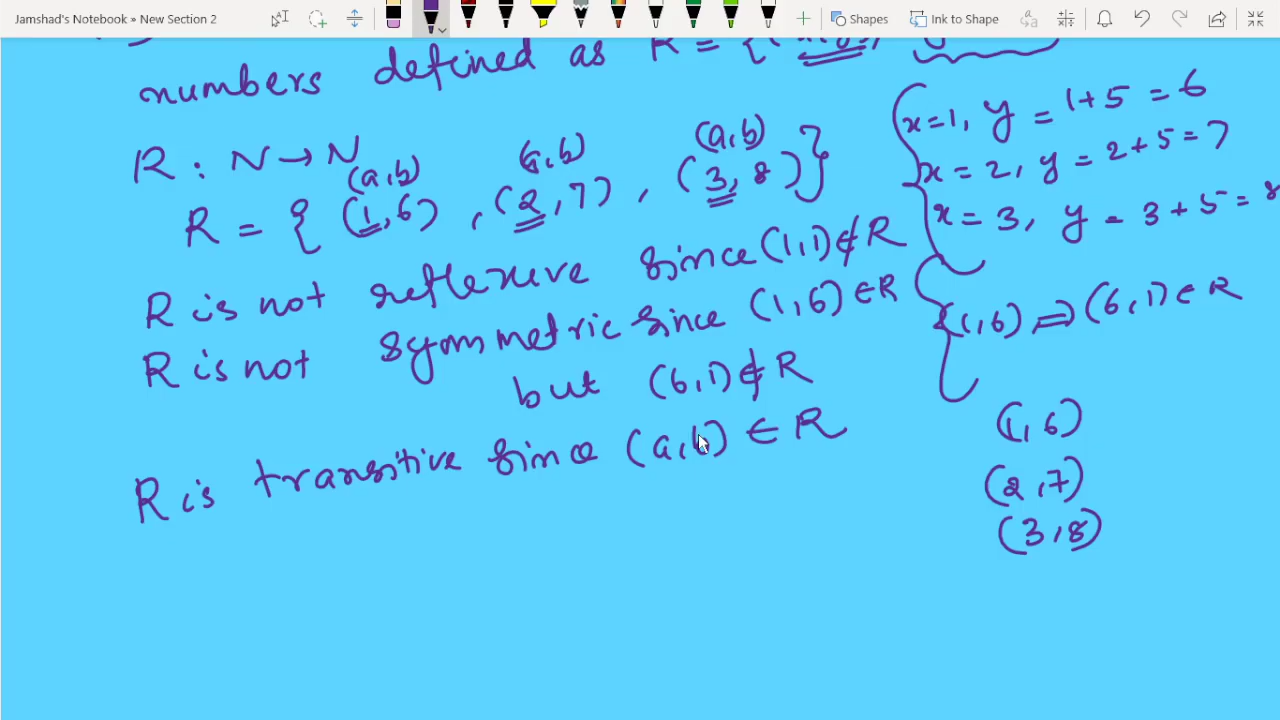 Jamshad's Notebook » New Section 2
Shapes
Ink to Shape
numbers defined as R = {
R : N → N
(a,b) (a,b) (a,b)
R = { (1,6) , (2,7) , (3,8) }
R is not reflexive since (1,1) ∉ R
R is not symmetric since (1,6) ∈ R
but (6,1) ∉ R
R is transitive since (a,b) ∈ R
x=1, y = 1+5 = 6
x = 2, y = 2+5 = 7
x = 3, y = 3+5 = 8
(1,6) ⇒ (6,1) ∈ R
(1,6)
(2,7)
(3,8)